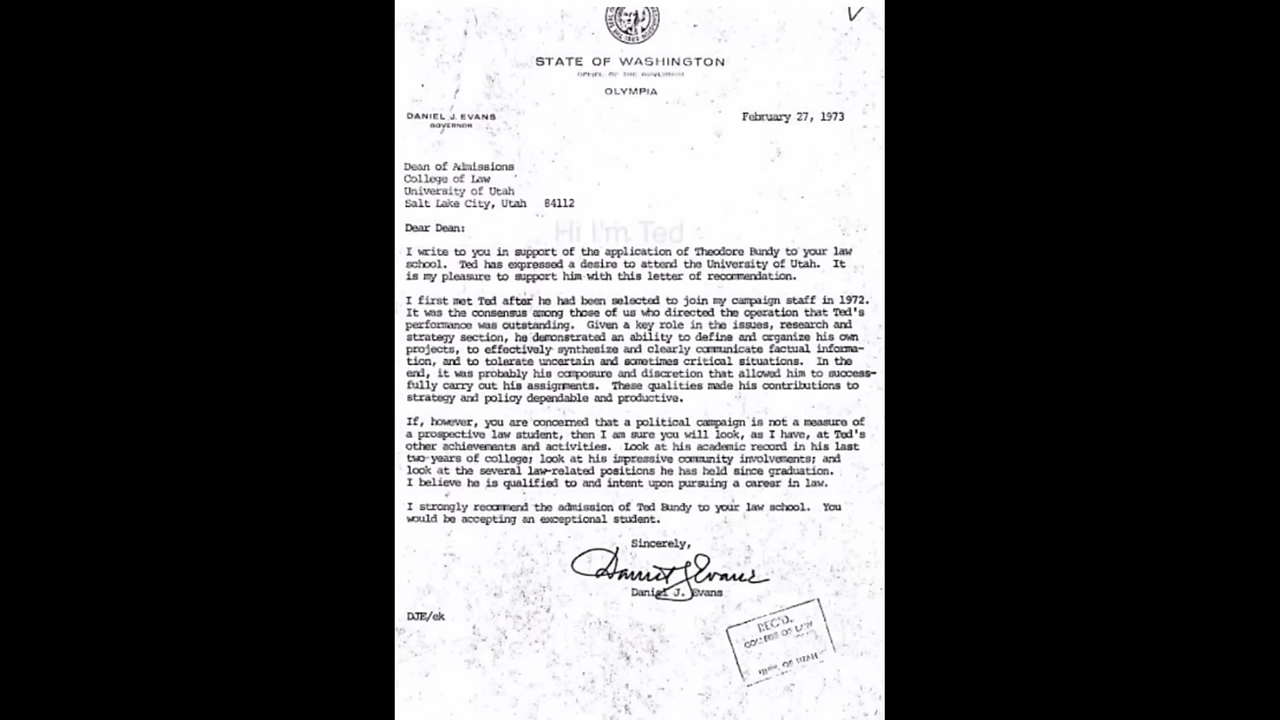 STATE OF WASHINGTON
OFFICE OF THE GOVERNOR
OLYMPIA
DANIEL J. EVANS
GOVERNOR
February 27, 1973
Dean of Admissions
College of Law
University of Utah
Salt Lake City, Utah 84112
Dear Dean:
Hi I'm Ted
I write to you in support of the application of Theodore Bundy to your law
school. Ted has expressed a desire to attend the University of Utah. It
is my pleasure to support him with this letter of recommendation.
I first met Ted after he had been selected to join my campaign staff in 1972.
It was the consensus among those of us who directed the operation that Ted's
performance was outstanding. Given a key role in the issues, research and
strategy section, he demonstrated an ability to define and organize his own
projects, to effectively synthesize and clearly communicate factual informa-
tion, and to tolerate uncertain and sometimes critical situations. In the
end, it was probably his composure and discretion that allowed him to success-
fully carry out his assignments. These qualities made his contributions to
strategy and policy dependable and productive.
If, however, you are concerned that a political campaign is not a measure of
a prospective law student, then I am sure you will look, as I have, at Ted's
other achievements and activities. Look at his academic record in his last
two years of college; look at his impressive community involvements; and
look at the several law-related positions he has held since graduation.
I believe he is qualified to and intent upon pursuing a career in law.
I strongly recommend the admission of Ted Bundy to your law school. You
would be accepting an exceptional student.
Sincerely,
Daniel J. Evans
Daniel J. Evans
DJE/ek
REC'D.
COLLEGE OF LAW
UNIV. OF UTAH